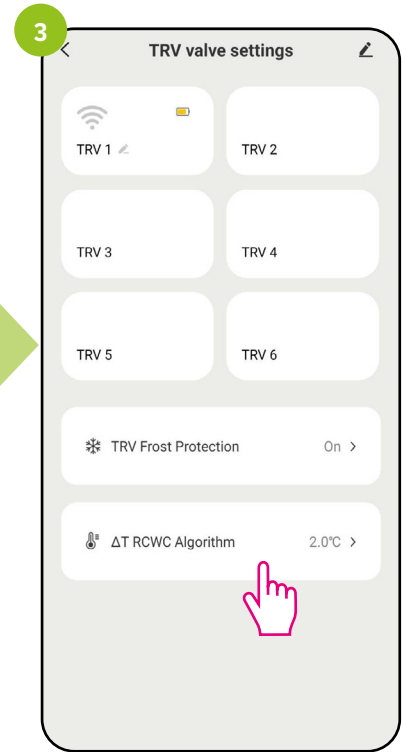 3
TRV valve settings
TRV 1
TRV 2
TRV 3
TRV 4
TRV 5
TRV 6
TRV Frost Protection On >
ΔT RCWC Algorithm 2.0°C >